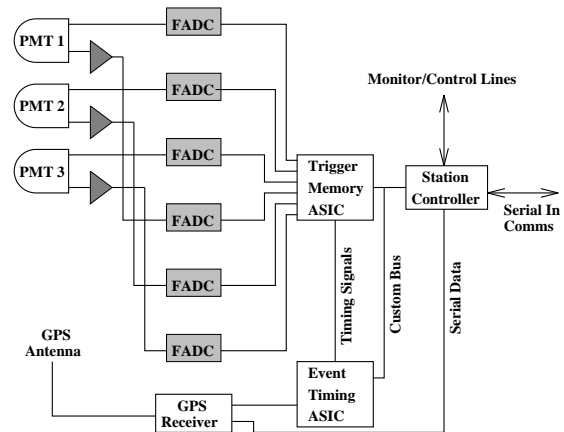 PMT 1
FADC
PMT 2
FADC
Monitor/Control Lines
PMT 3
FADC
Trigger
Memory
ASIC
Station
Controller
FADC
Serial In
Comms
FADC
Timing Signals
Custom Bus
Serial Data
FADC
GPS
Antenna
Event
Timing
ASIC
GPS
Receiver